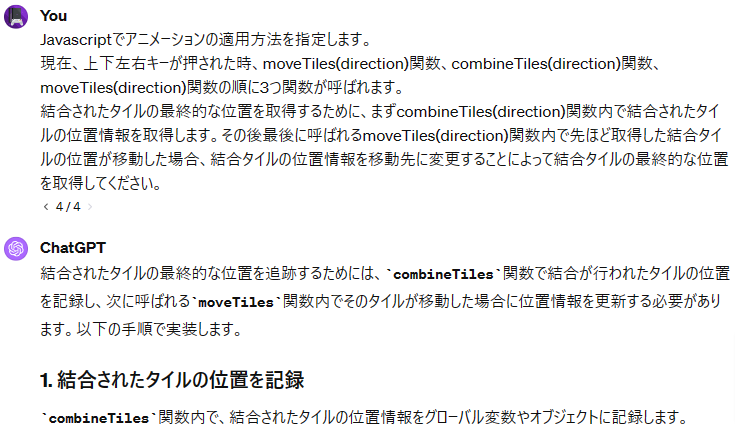 You
Javascriptでアニメーションの適用方法を指定します。
現在、上下左右キーが押された時、moveTiles(direction)関数、combineTiles(direction)関数、
moveTiles(direction)関数の順に3つ関数が呼ばれます。
結合されたタイルの最終的な位置を取得するために、まずcombineTiles(direction)関数内で結合されたタイ
ルの位置情報を取得します。その後最後に呼ばれるmoveTiles(direction)関数内で先ほど取得した結合タイ
ルの位置が移動した場合、結合タイルの位置情報を移動先に変更することによって結合タイルの最終的な位置
を取得してください。
< 4 / 4 >
ChatGPT
結合されたタイルの最終的な位置を追跡するためには、`combineTiles`関数で結合が行われたタイルの位置
を記録し、次に呼ばれる`moveTiles`関数内でそのタイルが移動した場合に位置情報を更新する必要があり
ます。以下の手順で実装します。
1. 結合されたタイルの位置を記録
`combineTiles`関数内で、結合されたタイルの位置情報をグローバル変数やオブジェクトに記録します。